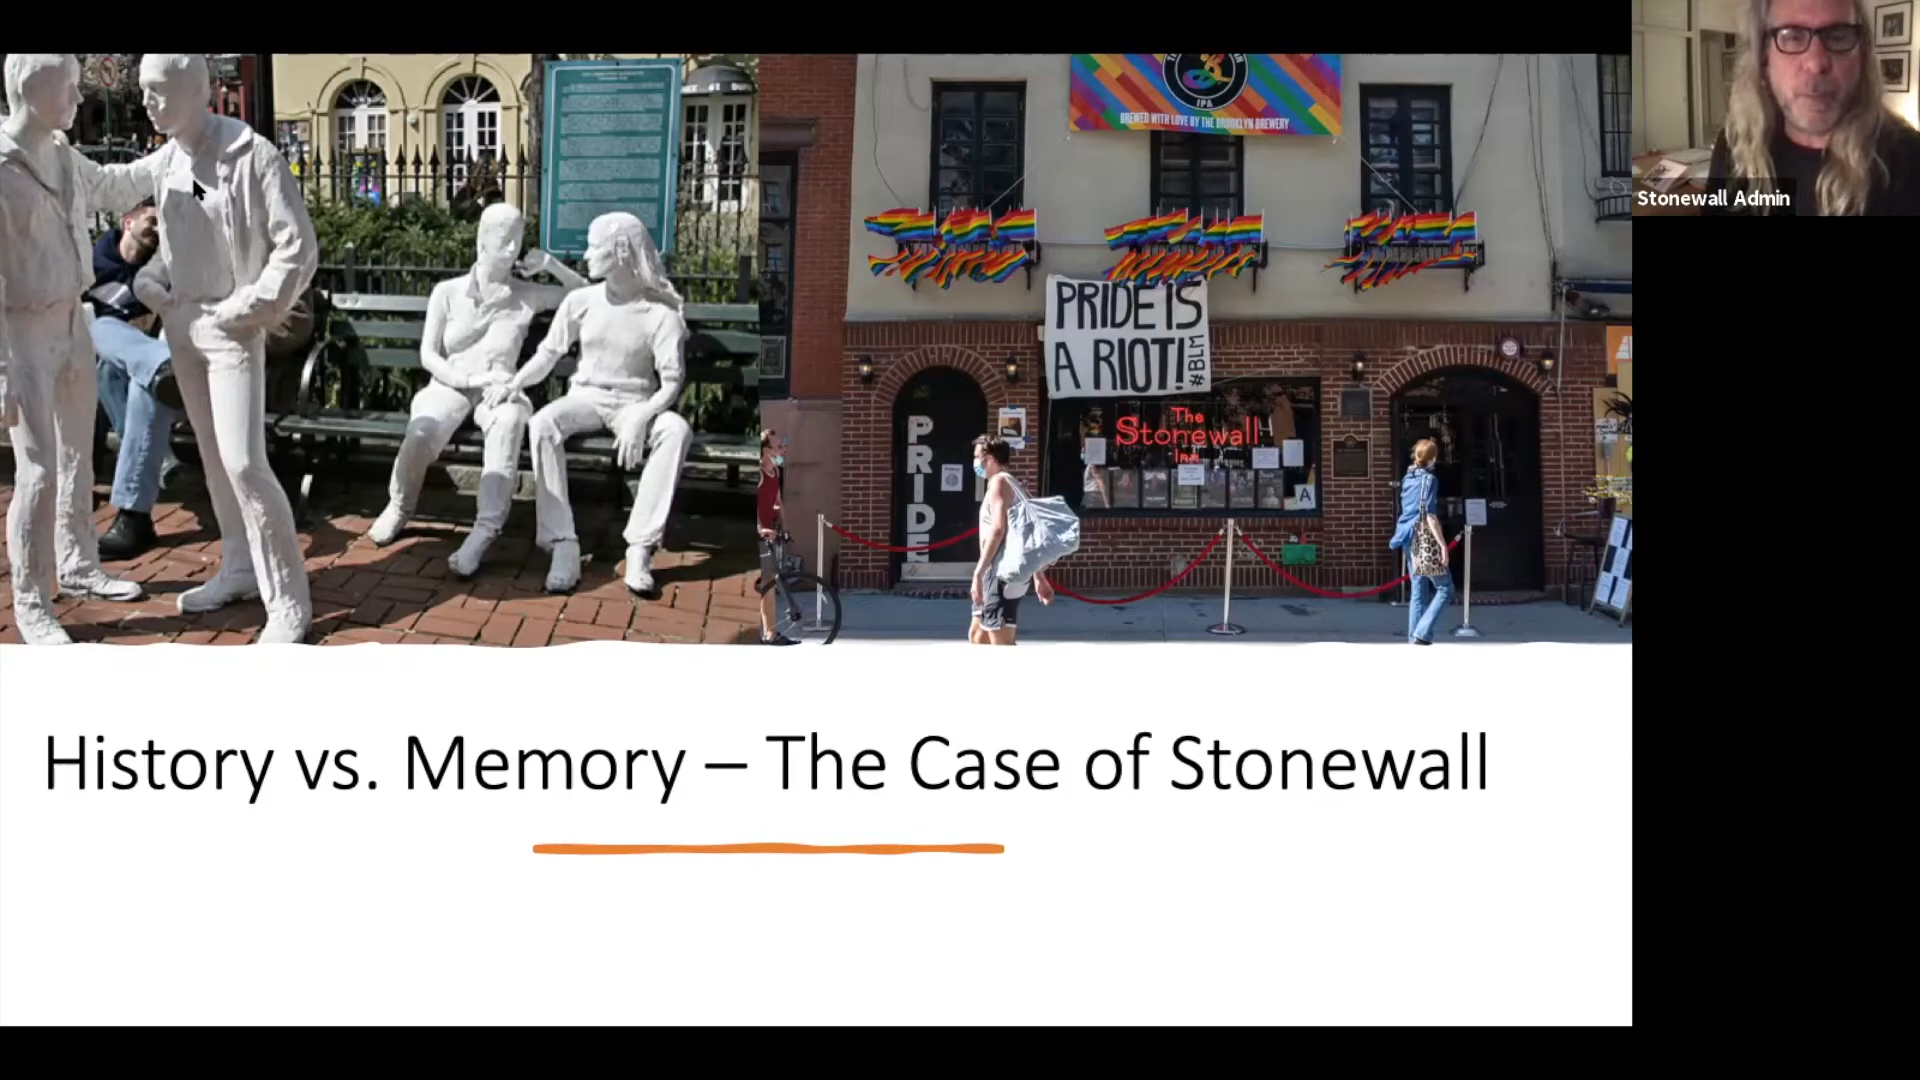 IPA
BREWED WITH LOVE BY THE BROOKLYN BREWERY
PRIDE IS
A RIOT!
#BLM
The
Stonewall
Inn
PRIDE
A
Stonewall Admin
History vs. Memory – The Case of Stonewall